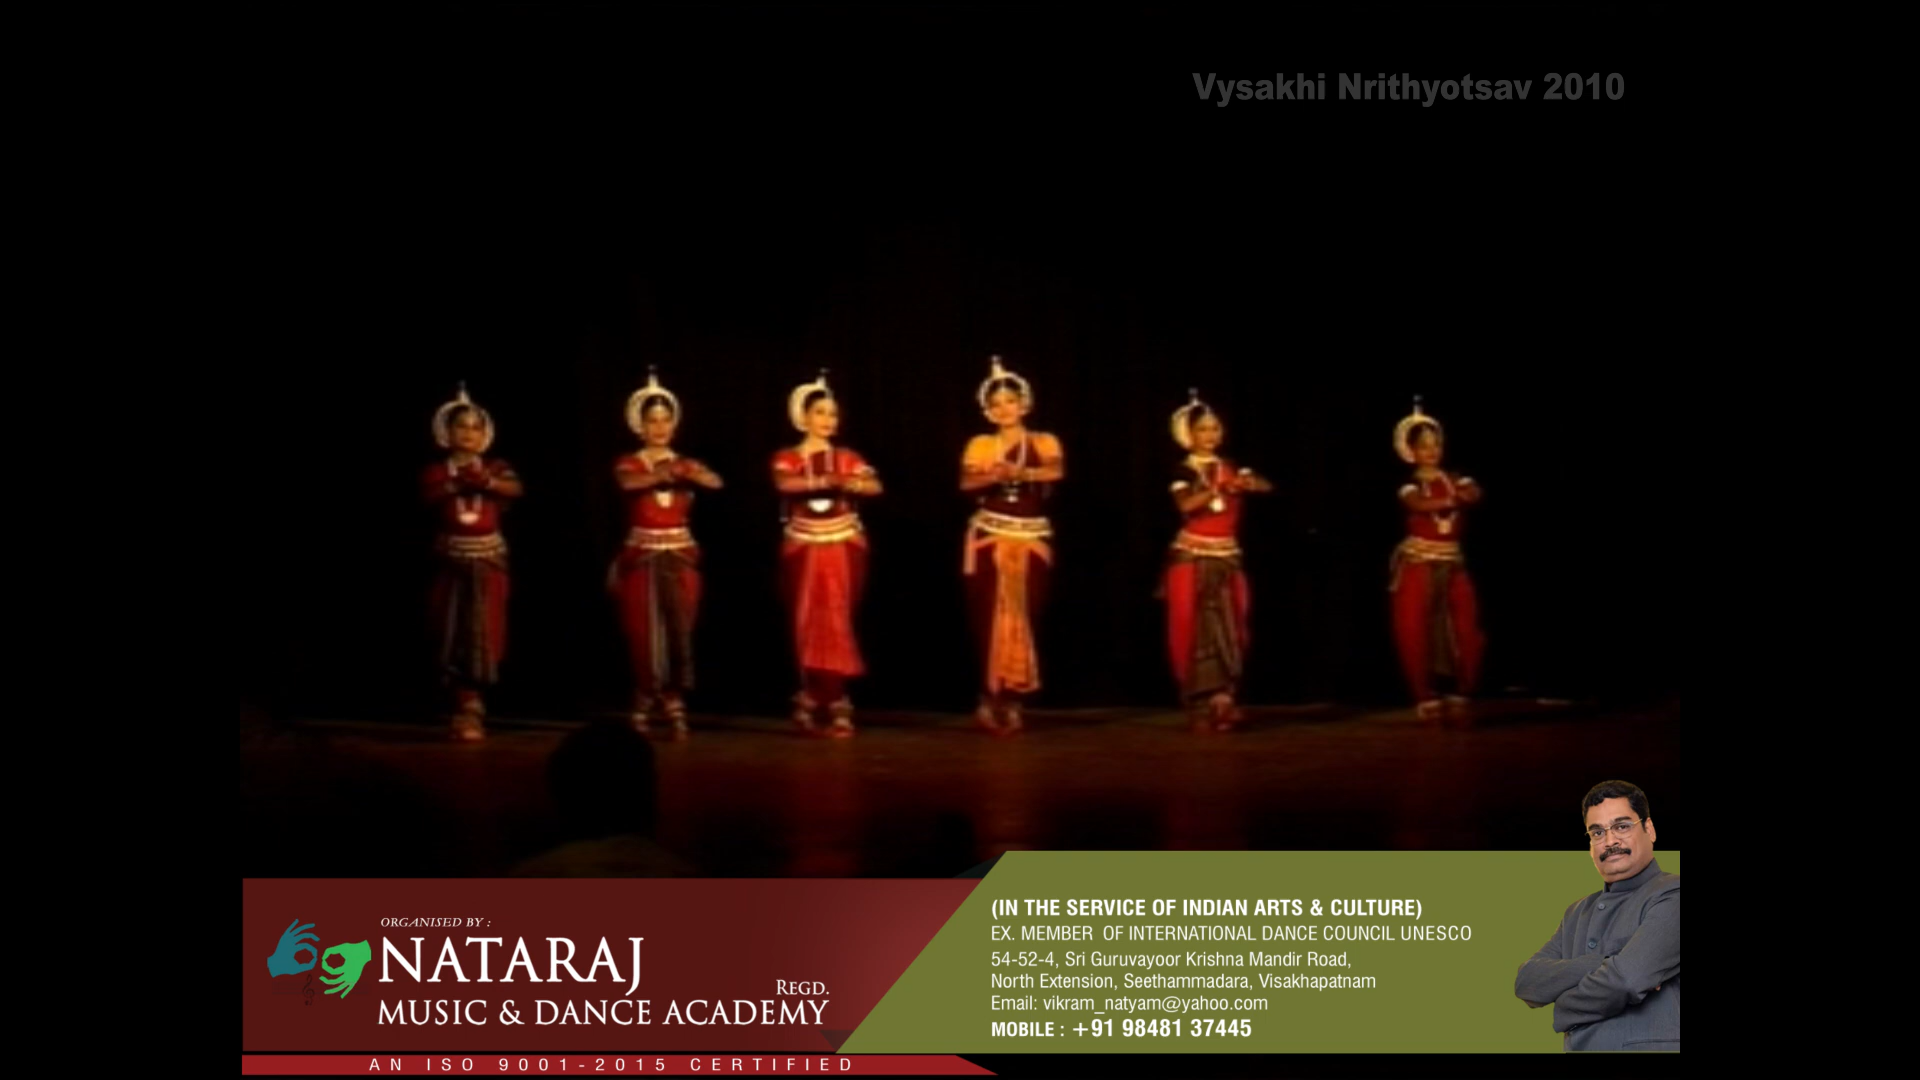 Vysakhi Nrithyotsav 2010
ORGANISED BY :
NATARAJ
REGD.
MUSIC & DANCE ACADEMY
AN ISO 9001-2015 CERTIFIED
(IN THE SERVICE OF INDIAN ARTS & CULTURE)
EX. MEMBER OF INTERNATIONAL DANCE COUNCIL UNESCO
54-52-4, Sri Guruvayoor Krishna Mandir Road,
North Extension, Seethammadara, Visakhapatnam
Email: vikram_natyam@yahoo.com
MOBILE : +91 98481 37445